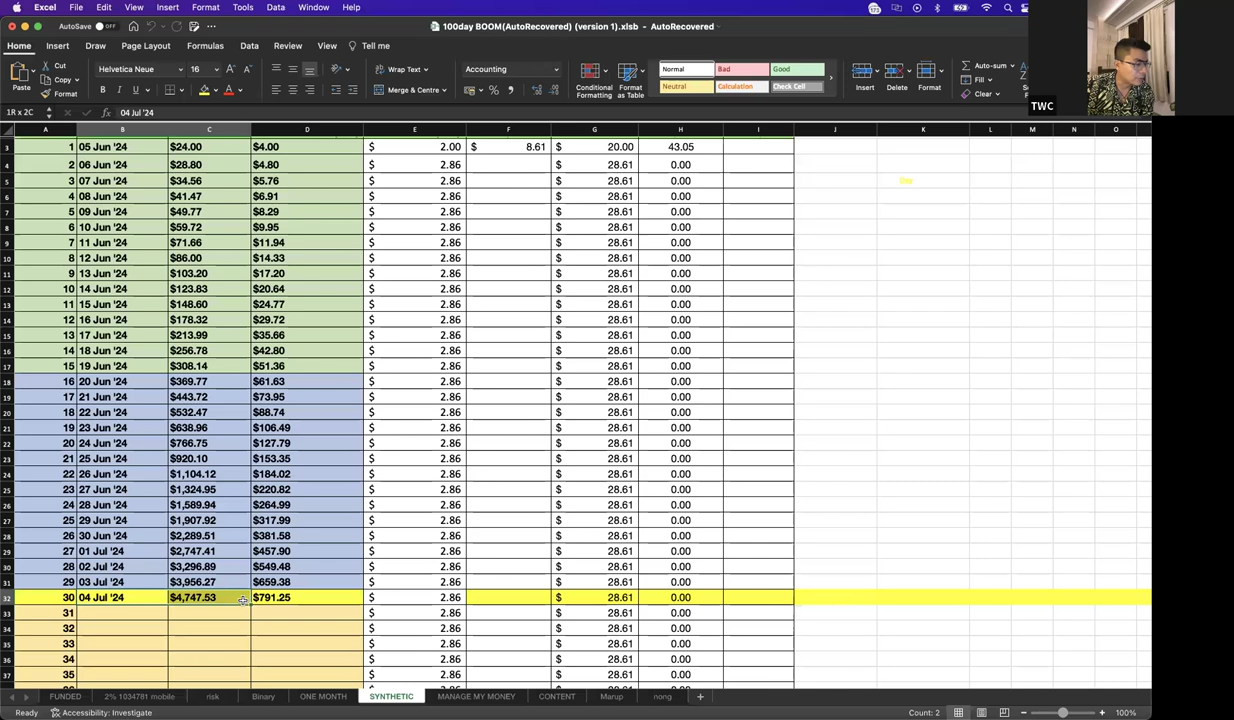 Excel File Edit View Insert Format Tools Data Window Help
AutoSave OFF 100day BOOM(AutoRecovered) (version 1).xlsb - AutoRecovered
Home Insert Draw Page Layout Formulas Data Review View Tell me
Cut Helvetica Neue 16 Wrap Text Accounting Normal Bad Good Auto-sum
Paste Copy Conditional Formatting Format as Table Insert Delete Format Fill
Format B I U Merge & Centre Neutral Calculation Check Cell Clear
TWC
1R x 2C fx 04 Jul '24
A B C D E F G H I J K L M N O
3 1 05 Jun '24 $24.00 $4.00 $ 2.00 $ 8.61 $ 20.00 43.05
4 2 06 Jun '24 $28.80 $4.80 $ 2.86 $ 28.61 0.00
5 3 07 Jun '24 $34.56 $5.76 $ 2.86 $ 28.61 0.00
6 4 08 Jun '24 $41.47 $6.91 $ 2.86 $ 28.61 0.00
7 5 09 Jun '24 $49.77 $8.29 $ 2.86 $ 28.61 0.00
8 6 10 Jun '24 $59.72 $9.95 $ 2.86 $ 28.61 0.00
9 7 11 Jun '24 $71.66 $11.94 $ 2.86 $ 28.61 0.00
10 8 12 Jun '24 $86.00 $14.33 $ 2.86 $ 28.61 0.00
11 9 13 Jun '24 $103.20 $17.20 $ 2.86 $ 28.61 0.00
12 10 14 Jun '24 $123.83 $20.64 $ 2.86 $ 28.61 0.00
13 11 15 Jun '24 $148.60 $24.77 $ 2.86 $ 28.61 0.00
14 12 16 Jun '24 $178.32 $29.72 $ 2.86 $ 28.61 0.00
15 13 17 Jun '24 $213.99 $35.66 $ 2.86 $ 28.61 0.00
16 14 18 Jun '24 $256.78 $42.80 $ 2.86 $ 28.61 0.00
17 15 19 Jun '24 $308.14 $51.36 $ 2.86 $ 28.61 0.00
18 16 20 Jun '24 $369.77 $61.63 $ 2.86 $ 28.61 0.00
19 17 21 Jun '24 $443.72 $73.95 $ 2.86 $ 28.61 0.00
20 18 22 Jun '24 $532.47 $88.74 $ 2.86 $ 28.61 0.00
21 19 23 Jun '24 $638.96 $106.49 $ 2.86 $ 28.61 0.00
22 20 24 Jun '24 $766.75 $127.79 $ 2.86 $ 28.61 0.00
23 21 25 Jun '24 $920.10 $153.35 $ 2.86 $ 28.61 0.00
24 22 26 Jun '24 $1,104.12 $184.02 $ 2.86 $ 28.61 0.00
25 23 27 Jun '24 $1,324.95 $220.82 $ 2.86 $ 28.61 0.00
26 24 28 Jun '24 $1,589.94 $264.99 $ 2.86 $ 28.61 0.00
27 25 29 Jun '24 $1,907.92 $317.99 $ 2.86 $ 28.61 0.00
28 26 30 Jun '24 $2,289.51 $381.58 $ 2.86 $ 28.61 0.00
29 27 01 Jul '24 $2,747.41 $457.90 $ 2.86 $ 28.61 0.00
30 28 02 Jul '24 $3,296.89 $549.48 $ 2.86 $ 28.61 0.00
31 29 03 Jul '24 $3,956.27 $659.38 $ 2.86 $ 28.61 0.00
32 30 04 Jul '24 $4,747.53 $791.25 $ 2.86 $ 28.61 0.00
33 31 $ 2.86 $ 28.61 0.00
34 32 $ 2.86 $ 28.61 0.00
35 33 $ 2.86 $ 28.61 0.00
36 34 $ 2.86 $ 28.61 0.00
37 35 $ 2.86 $ 28.61 0.00
FUNDED 2% 1034781 mobile risk Binary ONE MONTH SYNTHETIC MANAGE MY MONEY CONTENT Marup nong +
Ready Accessibility: Investigate Count: 2 100%